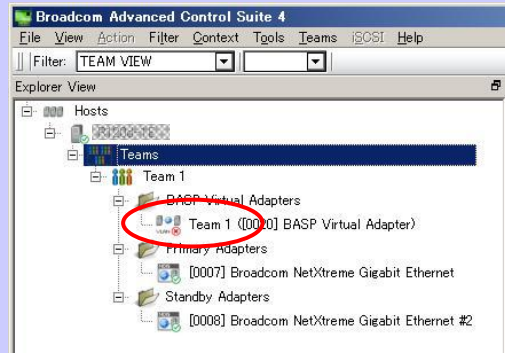 Broadcom Advanced Control Suite 4
File View Action Filter Context Tools Teams iSCSI Help
Filter: TEAM VIEW
Explorer View
Hosts
Teams
Team 1
BASP Virtual Adapters
Team 1 ([0020] BASP Virtual Adapter)
Primary Adapters
[0007] Broadcom NetXtreme Gigabit Ethernet
Standby Adapters
[0008] Broadcom NetXtreme Gigabit Ethernet #2